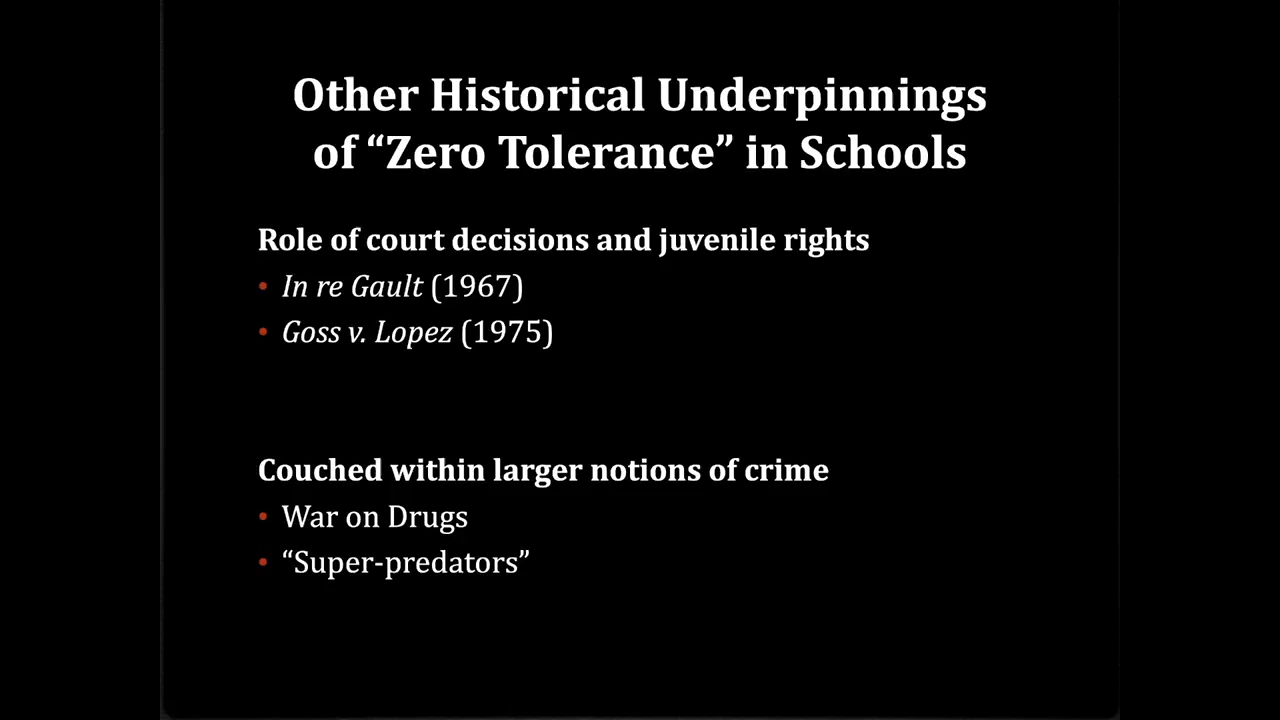 Other Historical Underpinnings
of “Zero Tolerance” in Schools
Role of court decisions and juvenile rights
• In re Gault (1967)
• Goss v. Lopez (1975)
Couched within larger notions of crime
• War on Drugs
• “Super-predators”